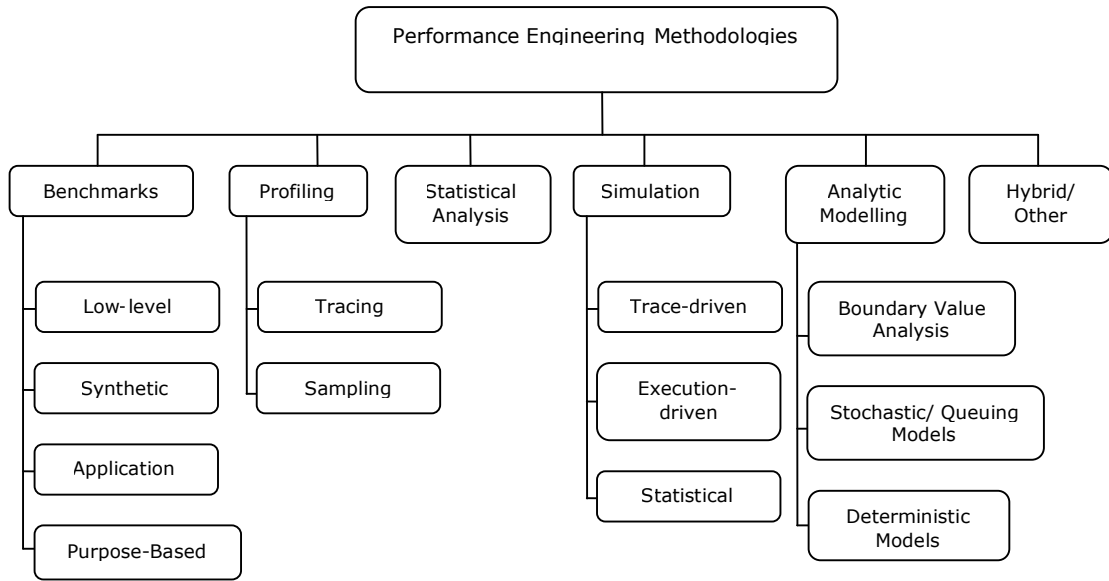 Performance Engineering Methodologies
Benchmarks
Profiling
Statistical
Analysis
Simulation
Analytic
Modelling
Hybrid/
Other
Low-level
Synthetic
Application
Purpose-Based
Tracing
Sampling
Trace-driven
Execution-
driven
Statistical
Boundary Value
Analysis
Stochastic/ Queuing
Models
Deterministic
Models